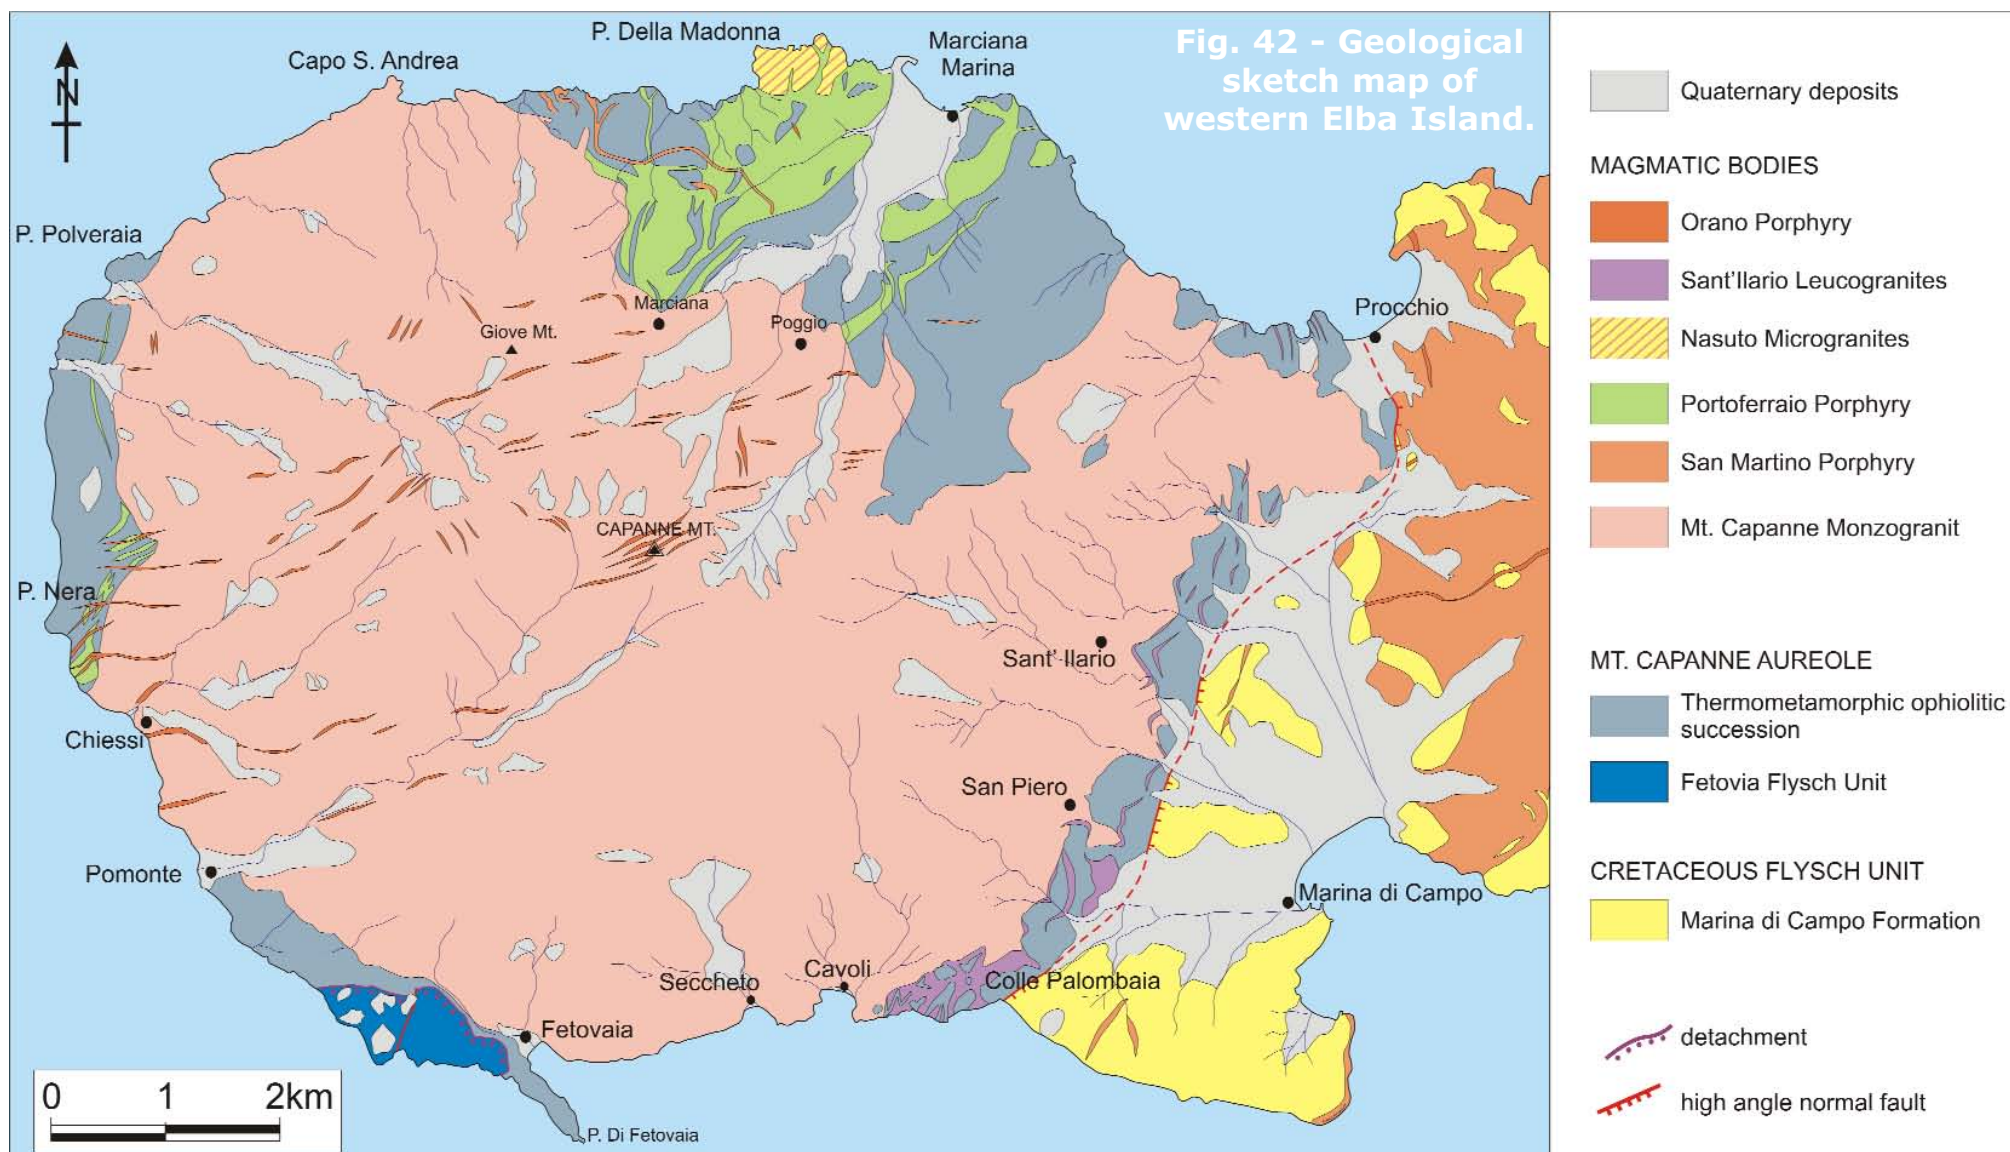 Fig. 42 - Geological
sketch map of
western Elba Island.
N
P. Della Madonna
Capo S. Andrea
Marciana
Marina
P. Polveraia
Giove Mt.
Marciana
Poggio
Procchio
CAPANNE MT.
P. Nera
Sant' Ilario
Chiessi
San Piero
Pomonte
Marina di Campo
Seccheto
Cavoli
Colle Palombaia
Fetovaia
P. Di Fetovaia
0 1 2km
Quaternary deposits
MAGMATIC BODIES
Orano Porphyry
Sant'Ilario Leucogranites
Nasuto Microgranites
Portoferraio Porphyry
San Martino Porphyry
Mt. Capanne Monzogranit
MT. CAPANNE AUREOLE
Thermometamorphic ophiolitic
succession
Fetovia Flysch Unit
CRETACEOUS FLYSCH UNIT
Marina di Campo Formation
detachment
high angle normal fault